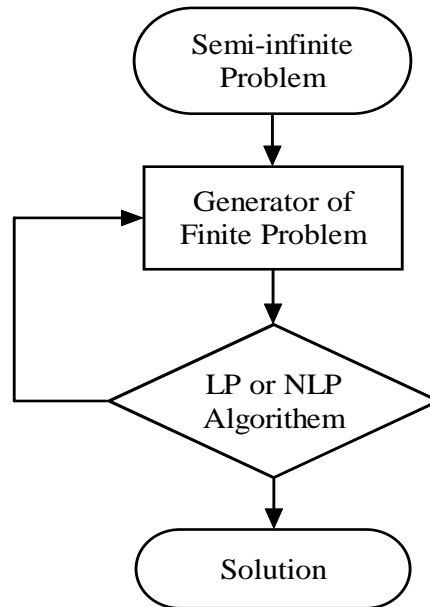 Semi-infinite
Problem
Generator of
Finite Problem
LP or NLP
Algorithem
Solution